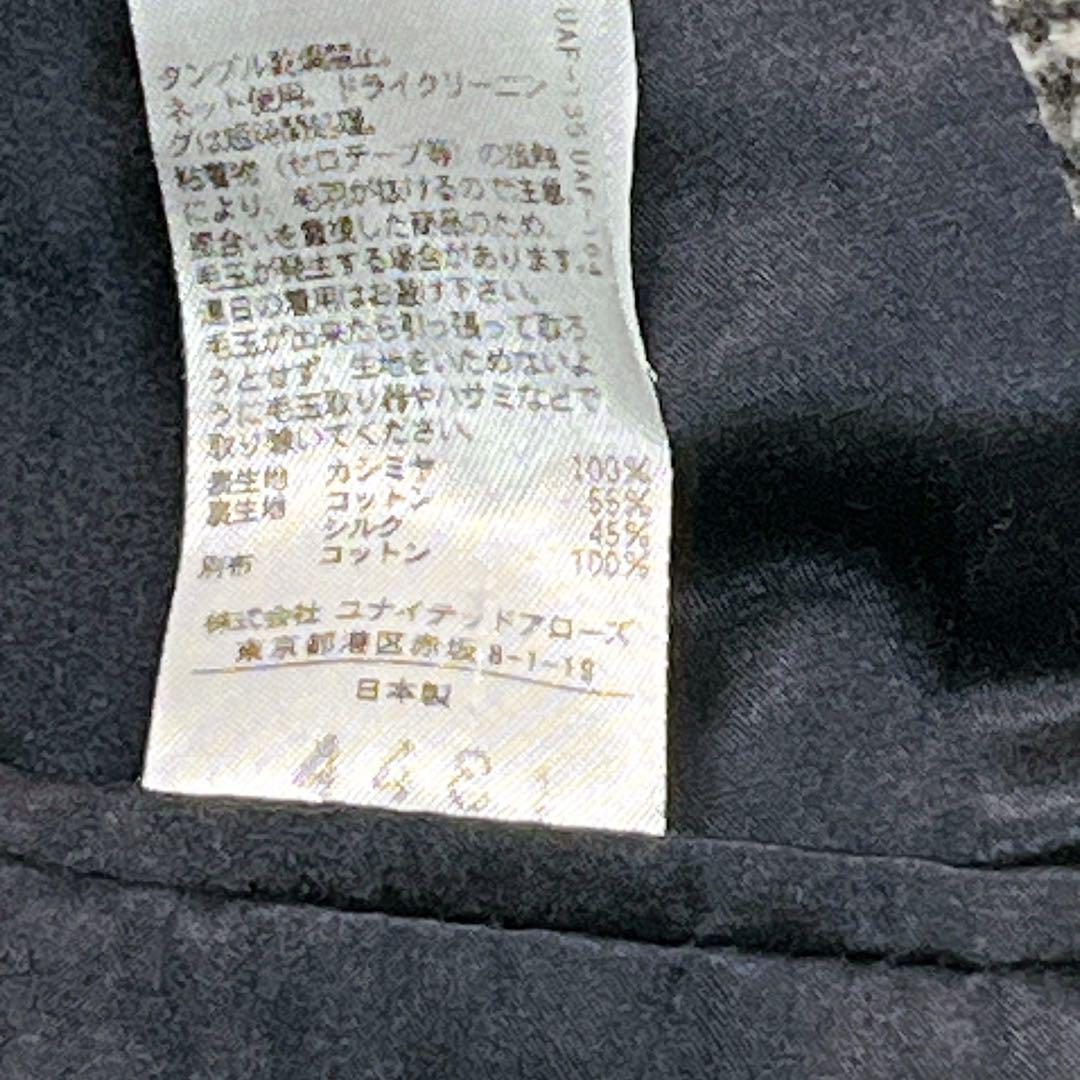 タンブル乾燥禁止。
ネット使用。ドライクリーニン
グは短時間処理。
粘着物（セロテープ等）の接触
により、毛羽が抜けるので注意。
風合いを重視した商品のため、
毛玉が発生する場合があります。
連日の着用はお避け下さい。
毛玉が出来たら引っ張って取ろ
うとせず、生地をいためないよ
うに毛玉取り器やハサミなどで
取り除いてください。
表生地 カシミヤ 100%
裏生地 コットン 55%
シルク 45%
別布 コットン 100%
株式会社 ユナイテッドアローズ
東京都港区赤坂8-1-19
日本製